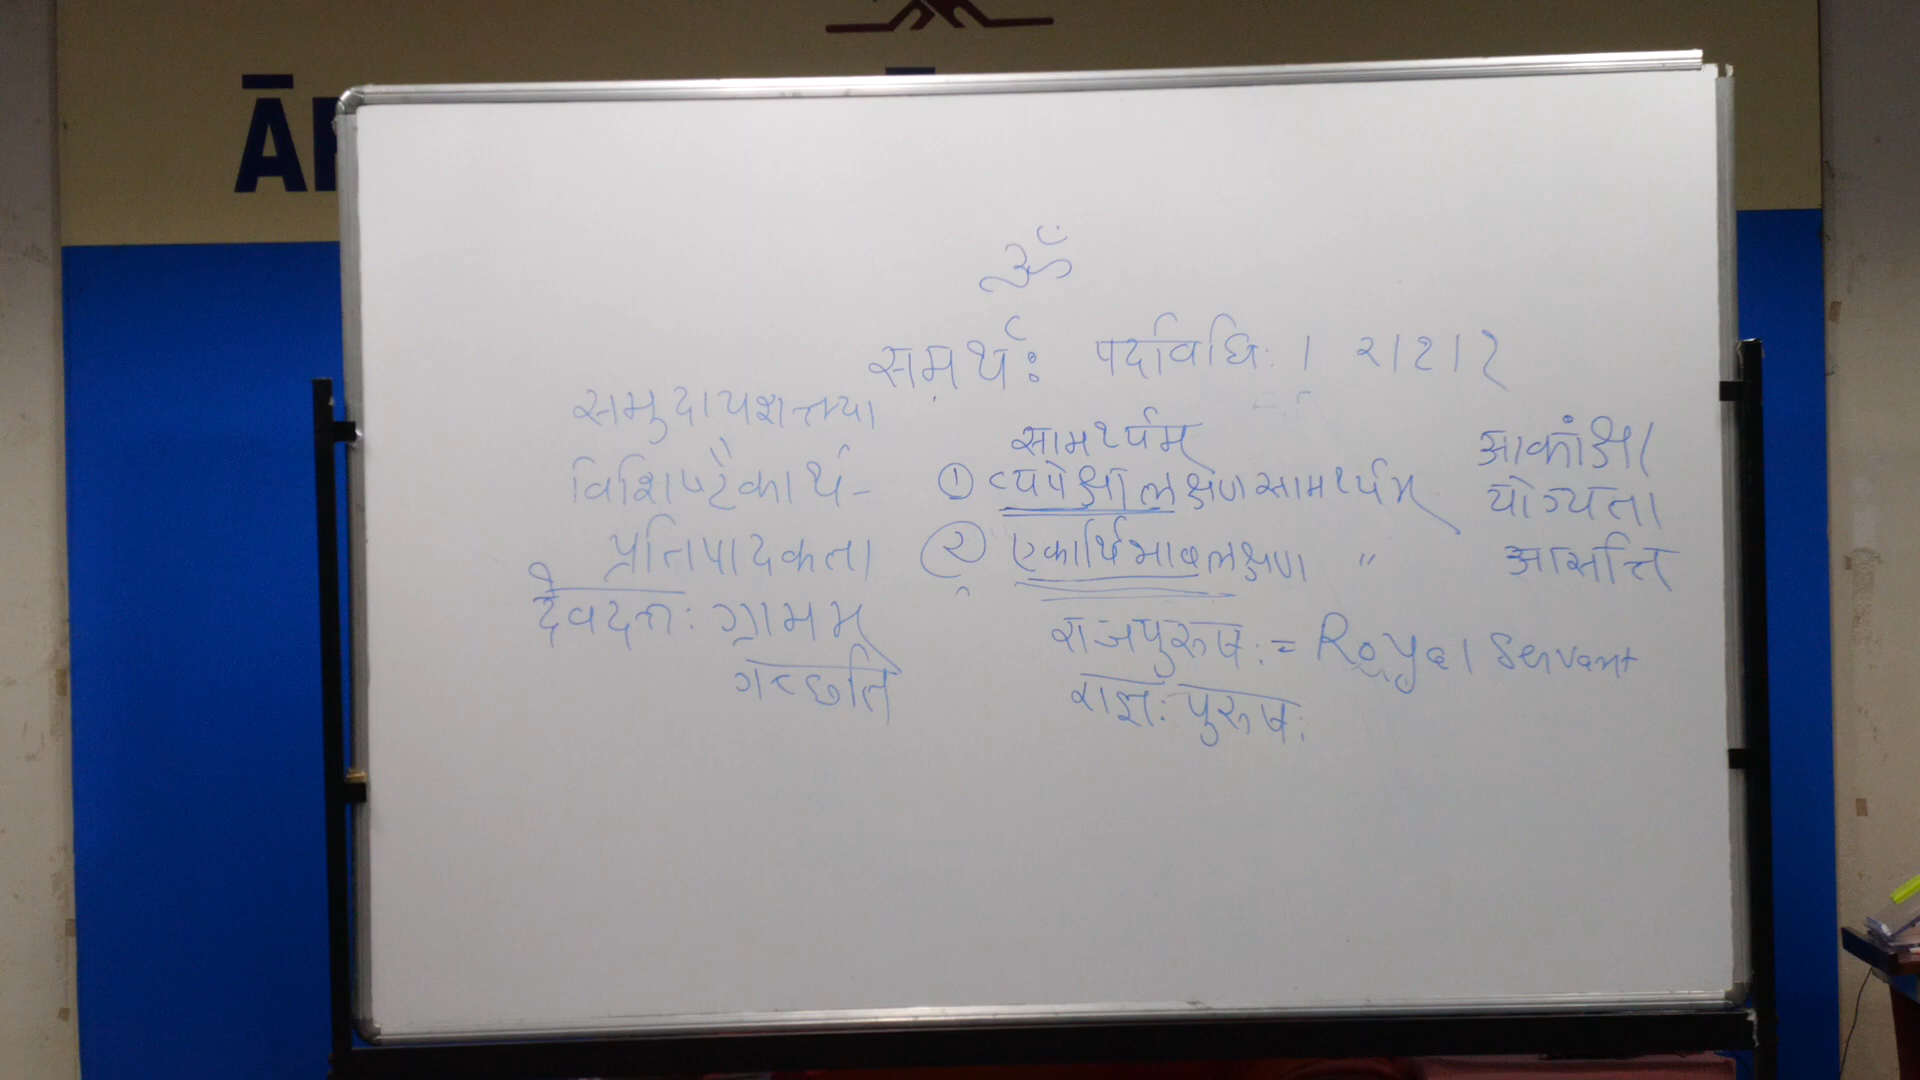 ॐ
समर्थः पदविधिः । २।१।१
समुदायशक्त्या
विशिष्टैकार्थ-
प्रतिपादकता
देवदत्तः ग्रामम्
गच्छति
सामर्थ्यम्
① व्यपेक्षालक्षणसामर्थ्यम्
② एकार्थिभावलक्षण "
राजपुरुषः = Royal Servant
राज्ञः पुरुषः
आकांक्षा
योग्यता
आसत्ति